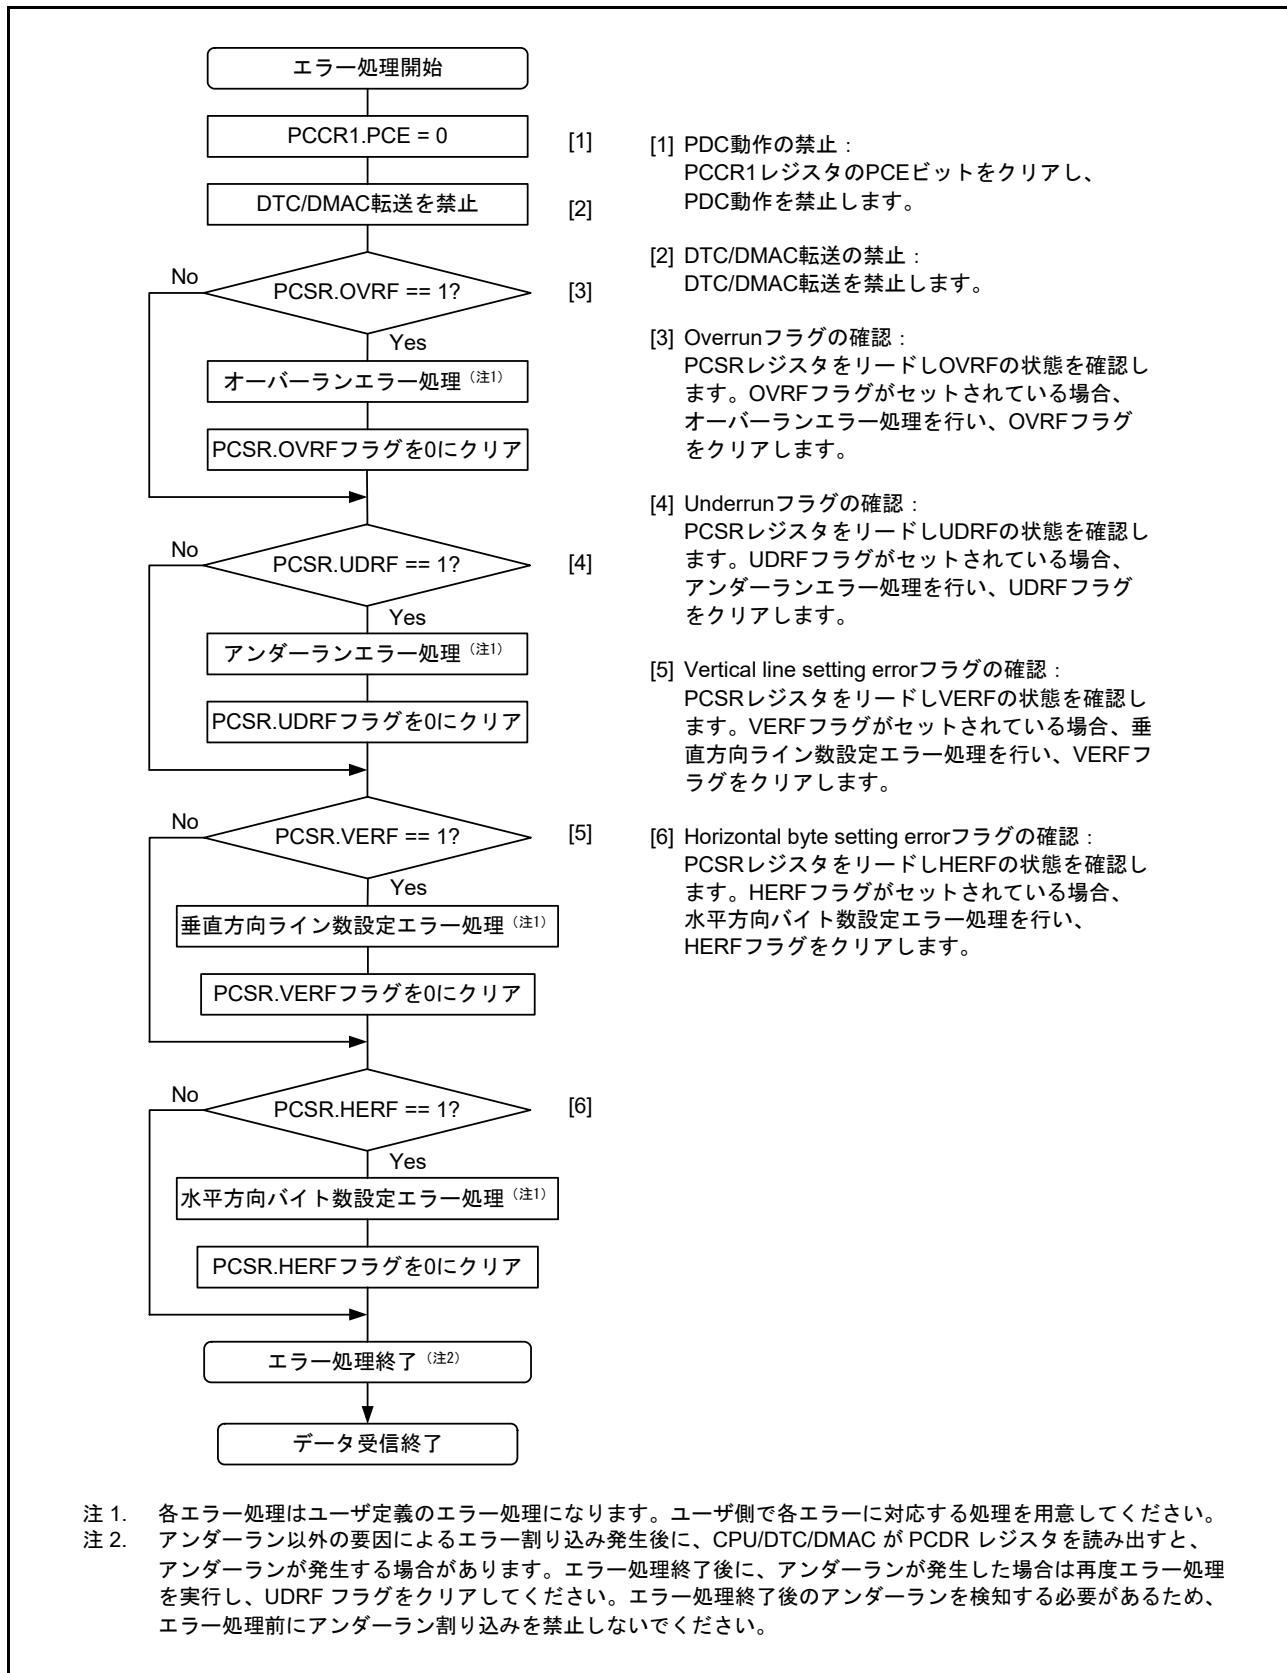 エラー処理開始
PCCR1.PCE = 0
[1]
DTC/DMAC転送を禁止
[2]
No
PCSR.OVRF == 1?
[3]
Yes
オーバーランエラー処理（注1）
PCSR.OVRFフラグを0にクリア
No
PCSR.UDRF == 1?
[4]
Yes
アンダーランエラー処理（注1）
PCSR.UDRFフラグを0にクリア
No
PCSR.VERF == 1?
[5]
Yes
垂直方向ライン数設定エラー処理（注1）
PCSR.VERFフラグを0にクリア
No
PCSR.HERF == 1?
[6]
Yes
水平方向バイト数設定エラー処理（注1）
PCSR.HERFフラグを0にクリア
エラー処理終了（注2）
データ受信終了
[1] PDC動作の禁止：
PCCR1レジスタのPCEビットをクリアし、
PDC動作を禁止します。
[2] DTC/DMAC転送の禁止：
DTC/DMAC転送を禁止します。
[3] Overrunフラグの確認：
PCSRレジスタをリードしOVRFの状態を確認し
ます。OVRFフラグがセットされている場合、
オーバーランエラー処理を行い、OVRFフラグ
をクリアします。
[4] Underrunフラグの確認：
PCSRレジスタをリードしUDRFの状態を確認し
ます。UDRFフラグがセットされている場合、
アンダーランエラー処理を行い、UDRFフラグ
をクリアします。
[5] Vertical line setting errorフラグの確認：
PCSRレジスタをリードしVERFの状態を確認し
ます。VERFフラグがセットされている場合、垂
直方向ライン数設定エラー処理を行い、VERFフ
ラグをクリアします。
[6] Horizontal byte setting errorフラグの確認：
PCSRレジスタをリードしHERFの状態を確認し
ます。HERFフラグがセットされている場合、
水平方向バイト数設定エラー処理を行い、
HERFフラグをクリアします。
注 1. 各エラー処理はユーザ定義のエラー処理になります。ユーザ側で各エラーに対応する処理を用意してください。
注 2. アンダーラン以外の要因によるエラー割り込み発生後に、CPU/DTC/DMAC が PCDR レジスタを読み出すと、
アンダーランが発生する場合があります。エラー処理終了後に、アンダーランが発生した場合は再度エラー処理
を実行し、UDRF フラグをクリアしてください。エラー処理終了後のアンダーランを検知する必要があるため、
エラー処理前にアンダーラン割り込みを禁止しないでください。